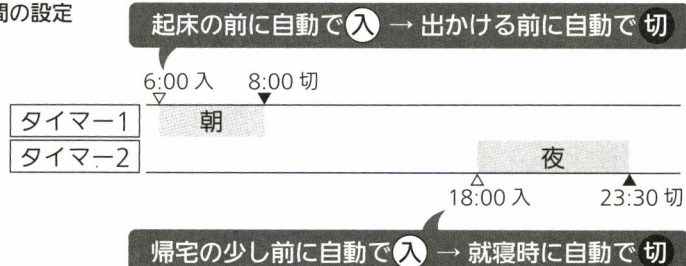 間の設定
起床の前に自動で入 → 出かける前に自動で切
6:00 入 8:00 切
タイマー1 朝
タイマー2 夜
18:00 入 23:30 切
帰宅の少し前に自動で入 → 就寝時に自動で切